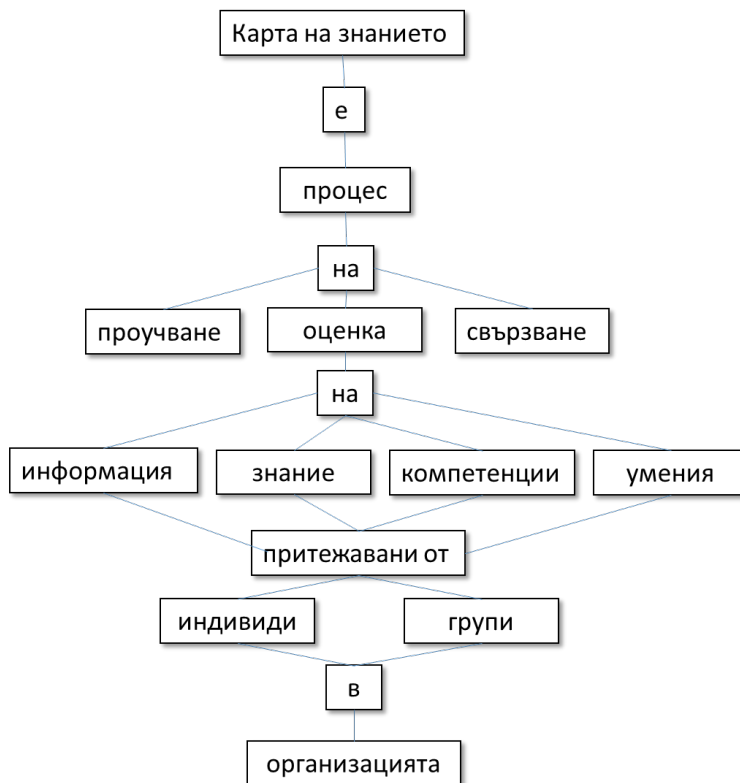 Карта на знанието
е
процес
на
проучване
оценка
свързване
на
информация
знание
компетенции
умения
притежавани от
индивиди
групи
в
организацията